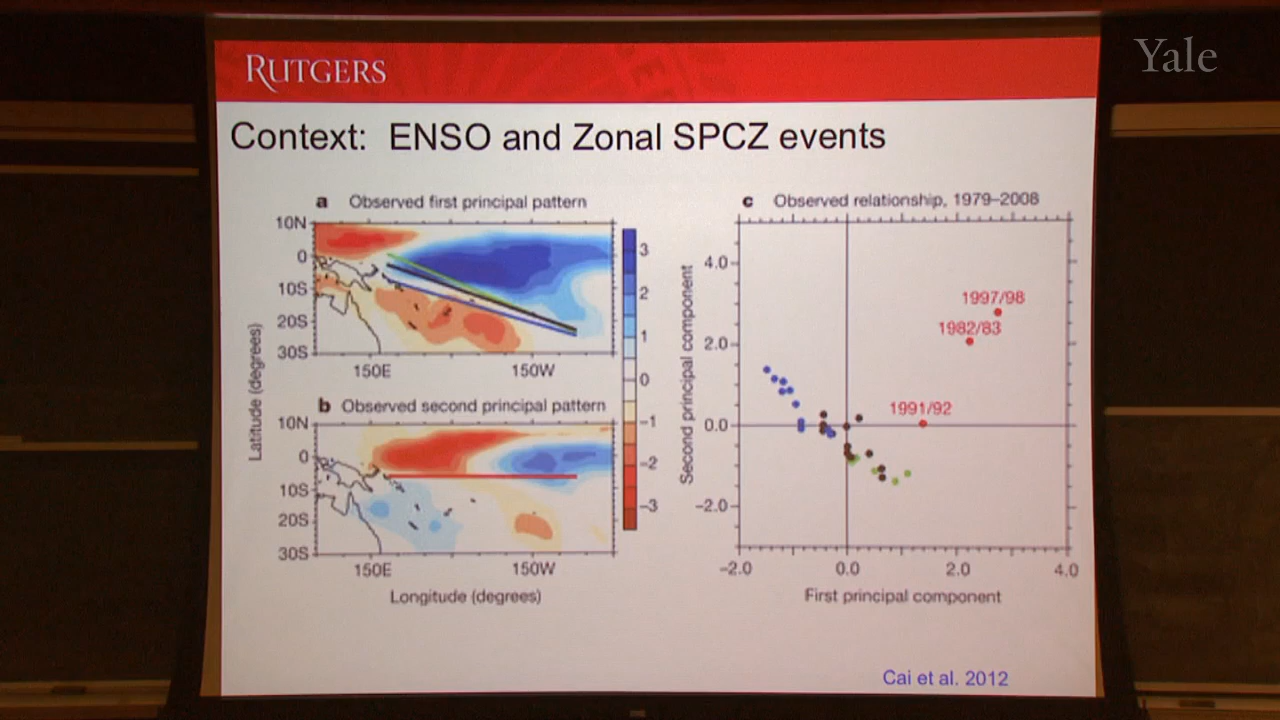 RUTGERS
Yale
Context: ENSO and Zonal SPCZ events
a Observed first principal pattern
10N
0
10S
20S
30S
150E
150W
b Observed second principal pattern
10N
0
10S
20S
30S
150E
150W
Latitude (degrees)
Longitude (degrees)
3
2
1
0
−1
−2
−3
c Observed relationship, 1979–2008
4.0
2.0
0.0
−2.0
Second principal component
1997/98
1982/83
1991/92
−2.0
0.0
2.0
4.0
First principal component
Cai et al. 2012